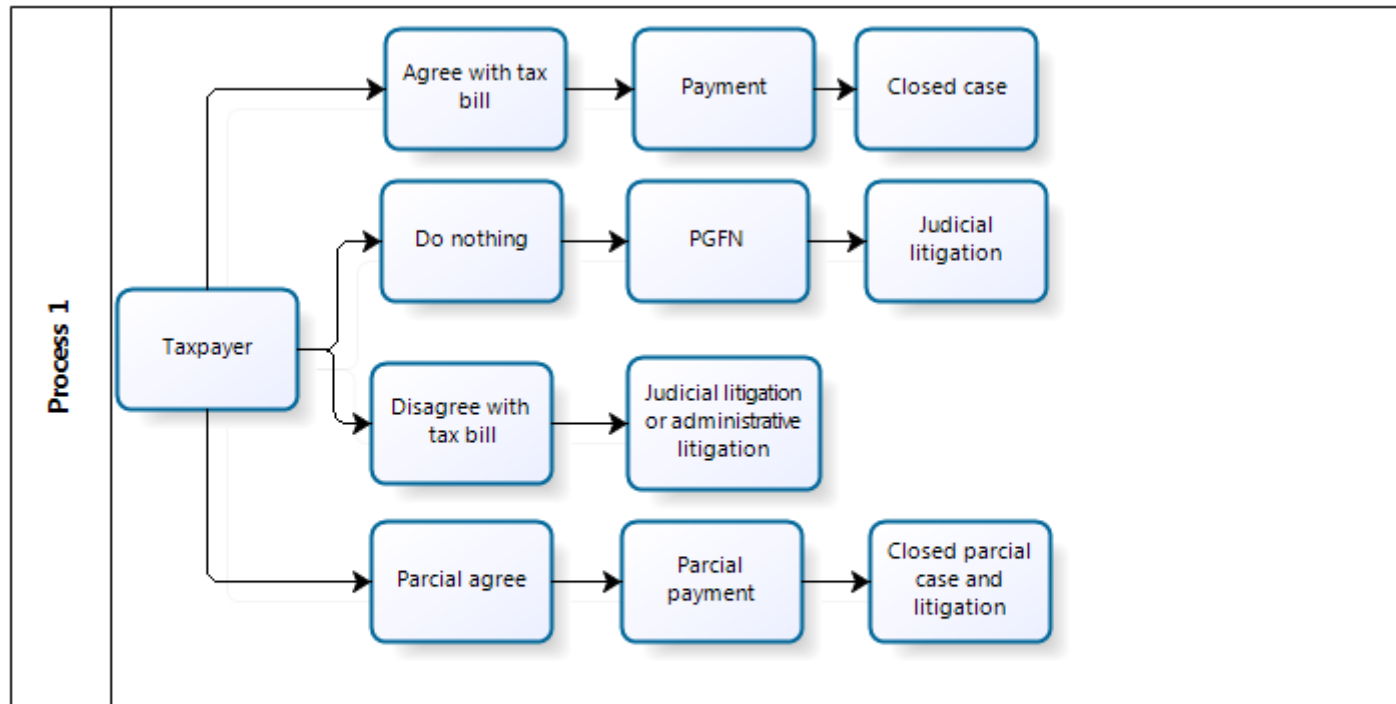 Process 1
Taxpayer
Agree with tax
bill
Payment
Closed case
Do nothing
PGFN
Judicial
litigation
Disagree with
tax bill
Judicial litigation
or administrative
litigation
Parcial agree
Parcial
payment
Closed parcial
case and
litigation